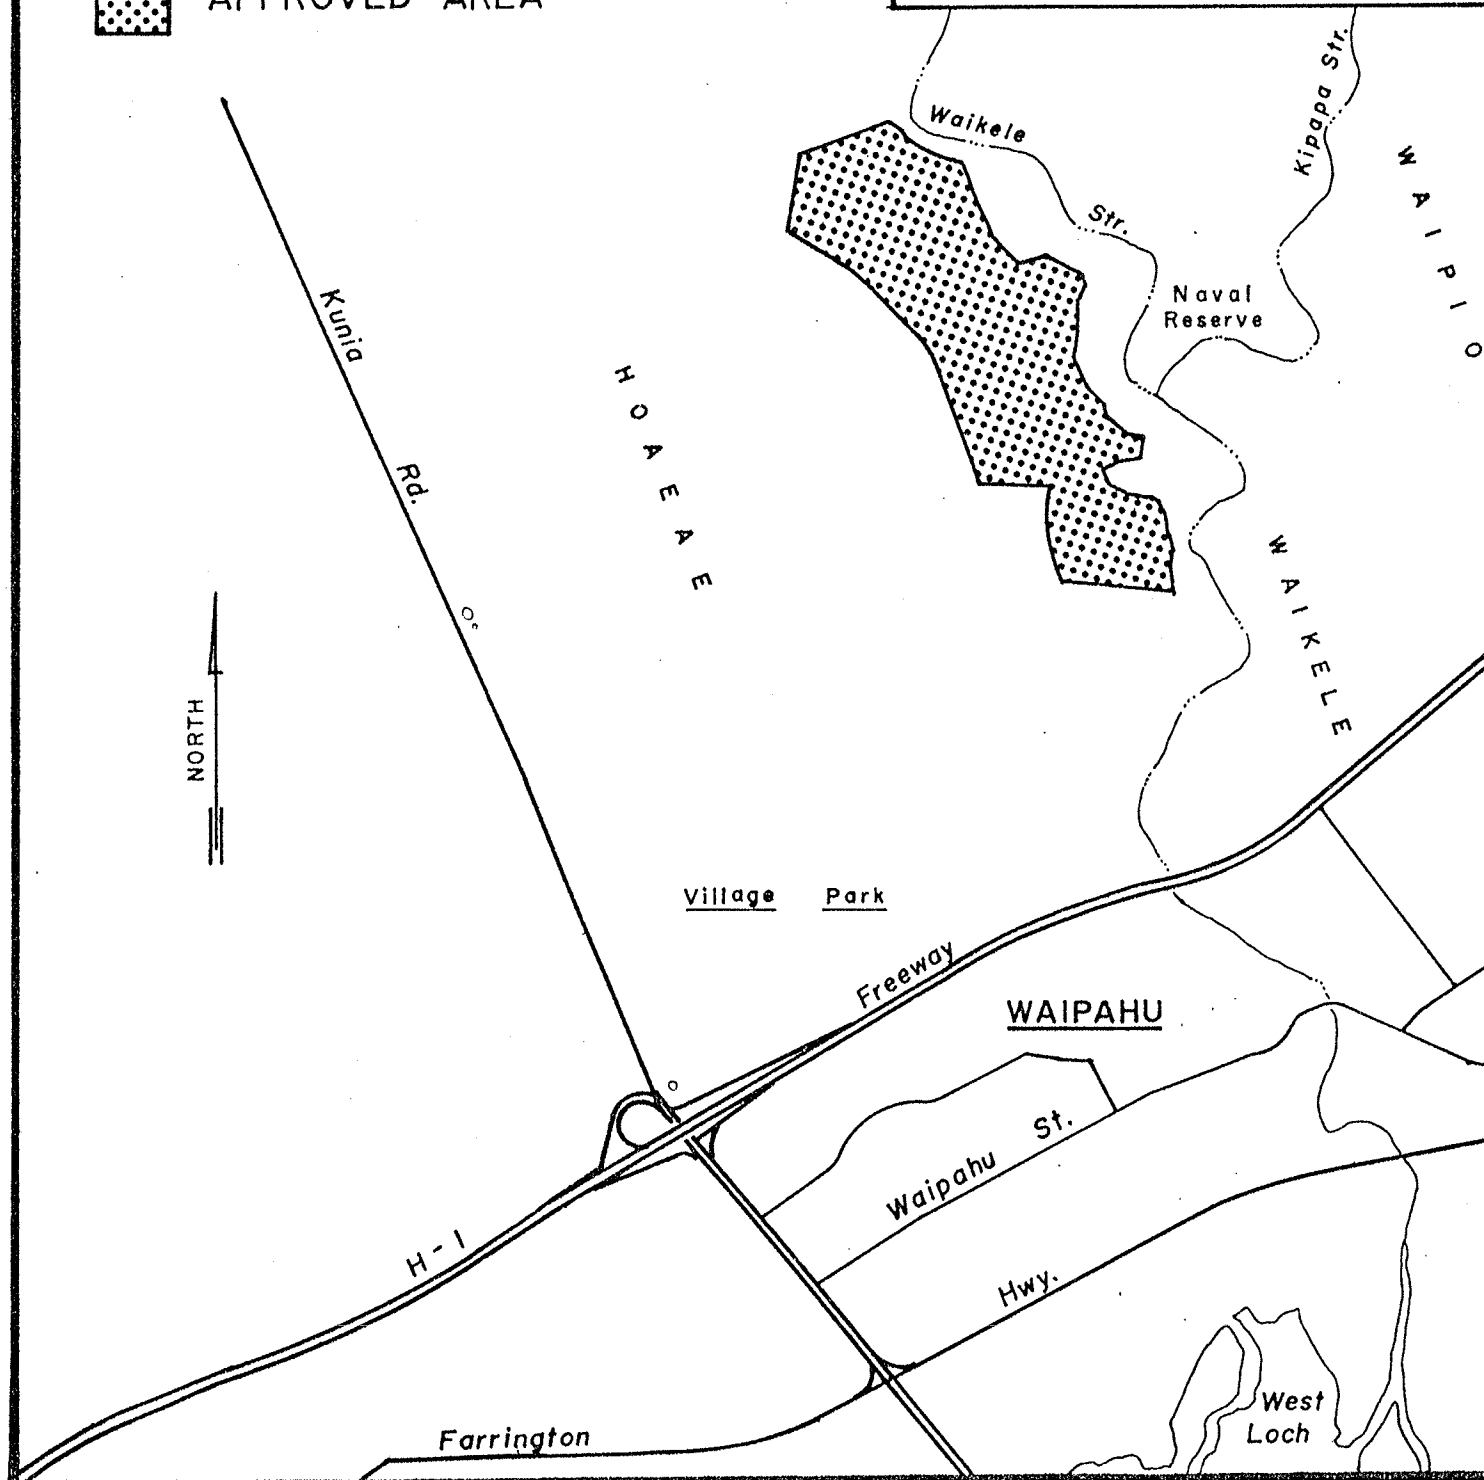 APPROVED AREA
Waikele Str.
Kipapa Str.
WAIPIO
Naval
Reserve
Kunia Rd.
HOAEAE
WAIKELE
NORTH
Village Park
Freeway
WAIPAHU
Waipahu St.
H-1
Hwy.
Farrington
West
Loch